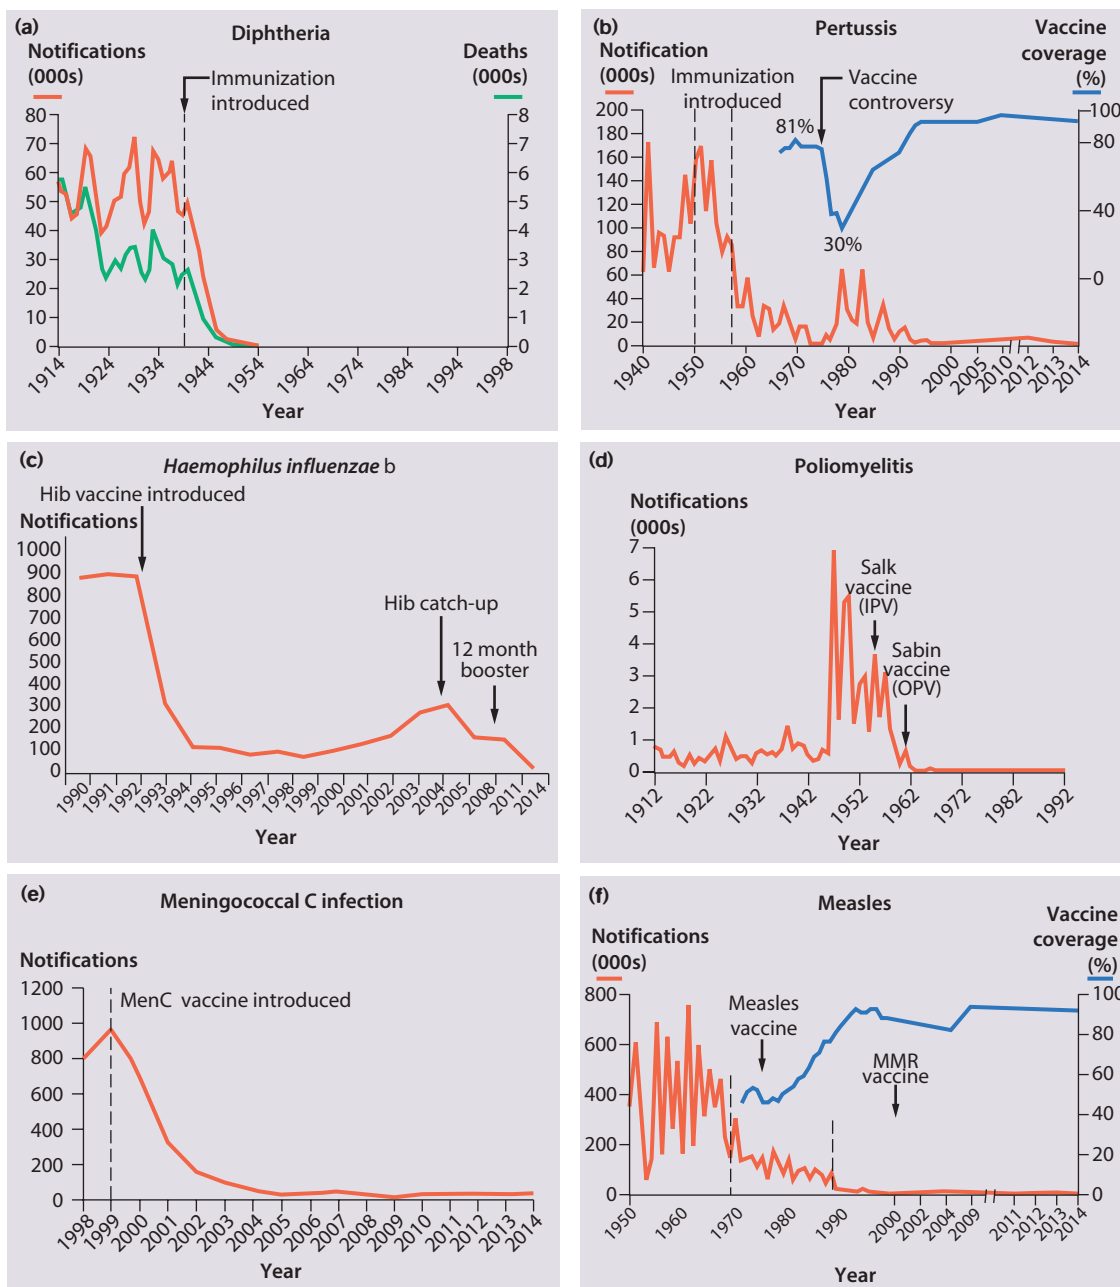 (a)
Diphtheria
Notifications
(000s)
Deaths
(000s)
Immunization
introduced
80
70
60
50
40
30
20
10
0
8
7
6
5
4
3
2
1
0
1914
1924
1934
1944
1954
1964
1974
1984
1994
1998
Year
(b)
Pertussis
Notification
(000s)
Vaccine
coverage
(%)
Immunization
introduced
Vaccine
controversy
81%
30%
200
180
160
140
120
100
80
60
40
20
0
100
80
40
0
1940
1950
1960
1970
1980
1990
2000
2005
2010
2012
2013
2014
Year
(c)
Haemophilus influenzae b
Hib vaccine introduced
Notifications
Hib catch-up
12 month
booster
1000
900
800
700
600
500
400
300
200
100
0
1990
1991
1992
1993
1994
1995
1996
1997
1998
1999
2000
2001
2002
2003
2004
2005
2008
2011
2014
Year
(d)
Poliomyelitis
Notifications
(000s)
Salk
vaccine
(IPV)
Sabin
vaccine
(OPV)
7
6
5
4
3
2
1
0
1912
1922
1932
1942
1952
1962
1972
1982
1992
Year
(e)
Meningococcal C infection
Notifications
MenC vaccine introduced
1200
1000
800
600
400
200
0
1998
1999
2000
2001
2002
2003
2004
2005
2006
2007
2008
2009
2010
2011
2012
2013
2014
Year
(f)
Measles
Notifications
(000s)
Vaccine
coverage
(%)
Measles
vaccine
MMR
vaccine
800
600
400
200
0
100
80
60
40
20
0
1950
1960
1970
1980
1990
2000
2002
2004
2009
2011
2012
2013
2014
Year